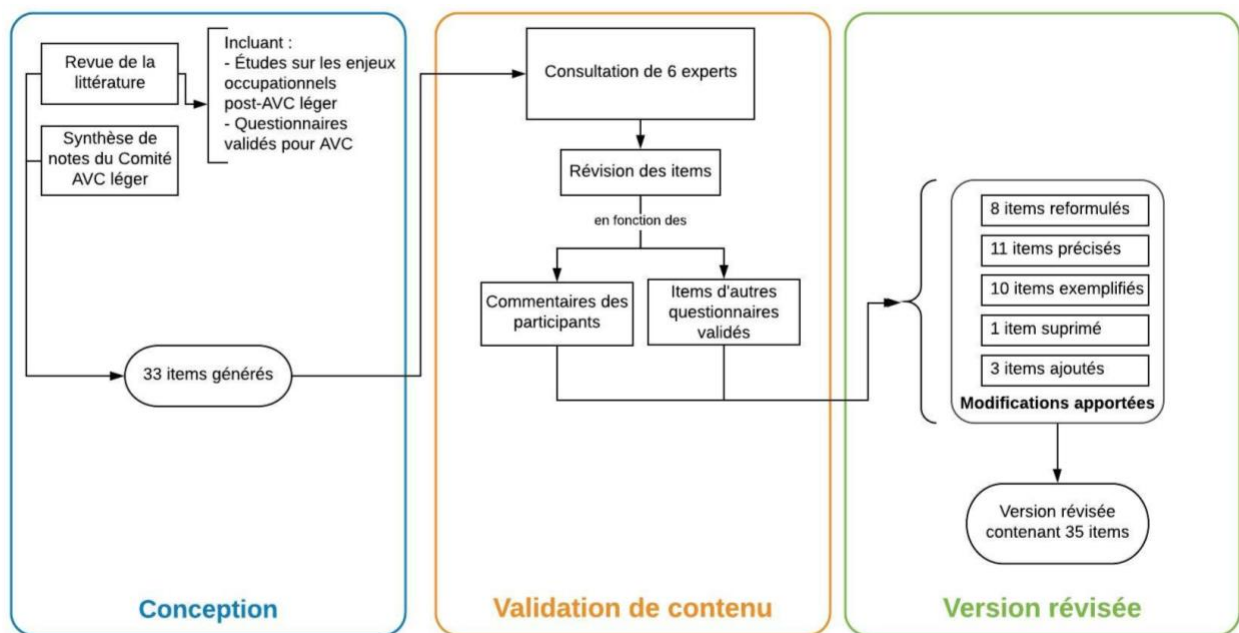 Revue de la
littérature
Incluant :
- Études sur les enjeux
occupationnels
post-AVC léger
- Questionnaires
validés pour AVC
Synthèse de
notes du Comité
AVC léger
33 items générés
Conception
Consultation de 6 experts
Révision des items
en fonction des
Commentaires des
participants
Items d'autres
questionnaires
validés
Validation de contenu
8 items reformulés
11 items précisés
10 items exemplifiés
1 item suprimé
3 items ajoutés
Modifications apportées
Version révisée
contenant 35 items
Version révisée